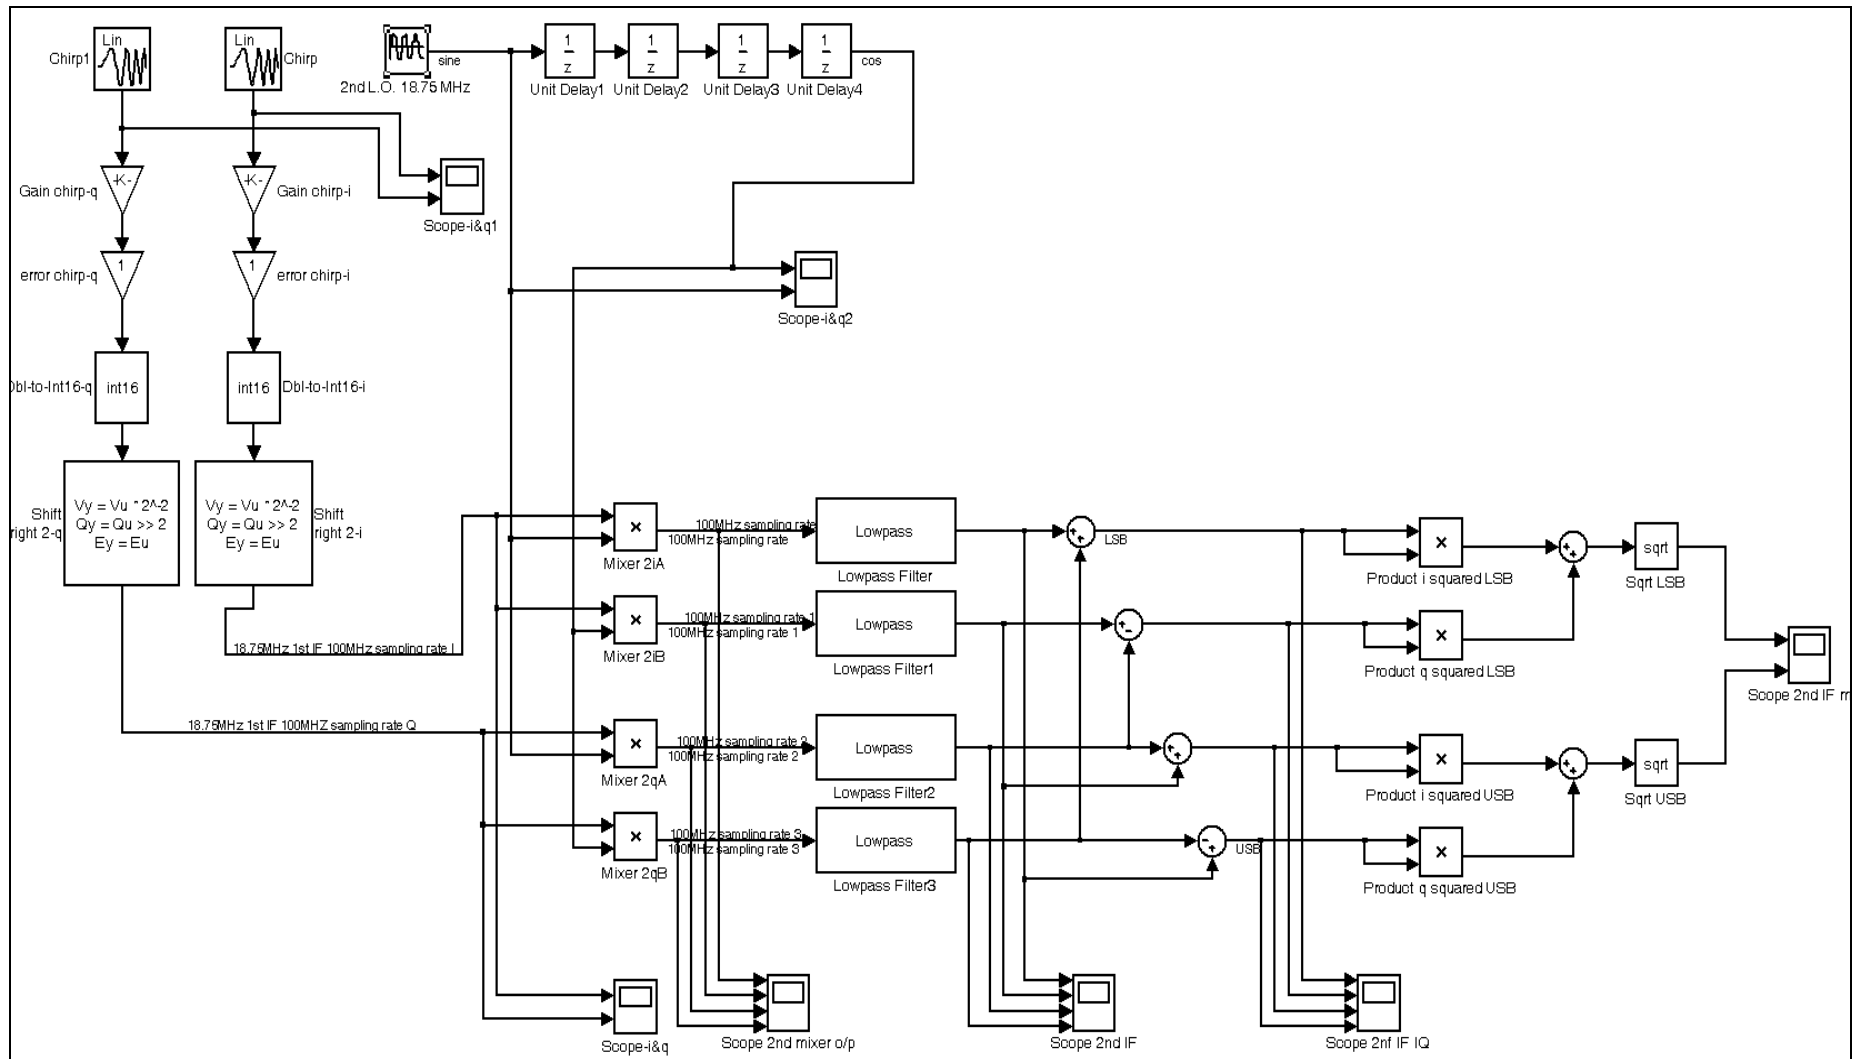 Lin
Chirp1
Lin
Chirp
sine
2nd L.O. 18.75 MHz
1
z
Unit Delay1
1
z
Unit Delay2
1
z
Unit Delay3
1
z
Unit Delay4
cos
-K-
Gain chirp-q
-K-
Gain chirp-i
Scope-i&q1
1
error chirp-q
1
error chirp-i
Scope-i&q2
Dbl-to-Int16-q
int16
int16
Dbl-to-Int16-i
Shift
right 2-q
Vy = Vu * 2^-2
Qy = Qu >> 2
Ey = Eu
Vy = Vu * 2^-2
Qy = Qu >> 2
Ey = Eu
Shift
right 2-i
×
Mixer 2iA
100MHz sampling rate
100MHz sampling rate
Lowpass
Lowpass Filter
+
+
LSB
×
Product i squared LSB
+
+
sqrt
Sqrt LSB
×
Mixer 2iB
100MHz sampling rate 1
100MHz sampling rate 1
Lowpass
Lowpass Filter1
+
-
×
Product q squared LSB
18.75MHz 1st IF 100MHz sampling rate I
Scope 2nd IF m
18.75MHz 1st IF 100MHZ sampling rate Q
×
Mixer 2qA
100MHz sampling rate 2
100MHz sampling rate 2
Lowpass
Lowpass Filter2
+
+
×
Product i squared USB
+
+
sqrt
Sqrt USB
×
Mixer 2qB
100MHz sampling rate 3
100MHz sampling rate 3
Lowpass
Lowpass Filter3
-
+
USB
×
Product q squared USB
Scope-i&q
Scope 2nd mixer o/p
Scope 2nd IF
Scope 2nf IF IQ